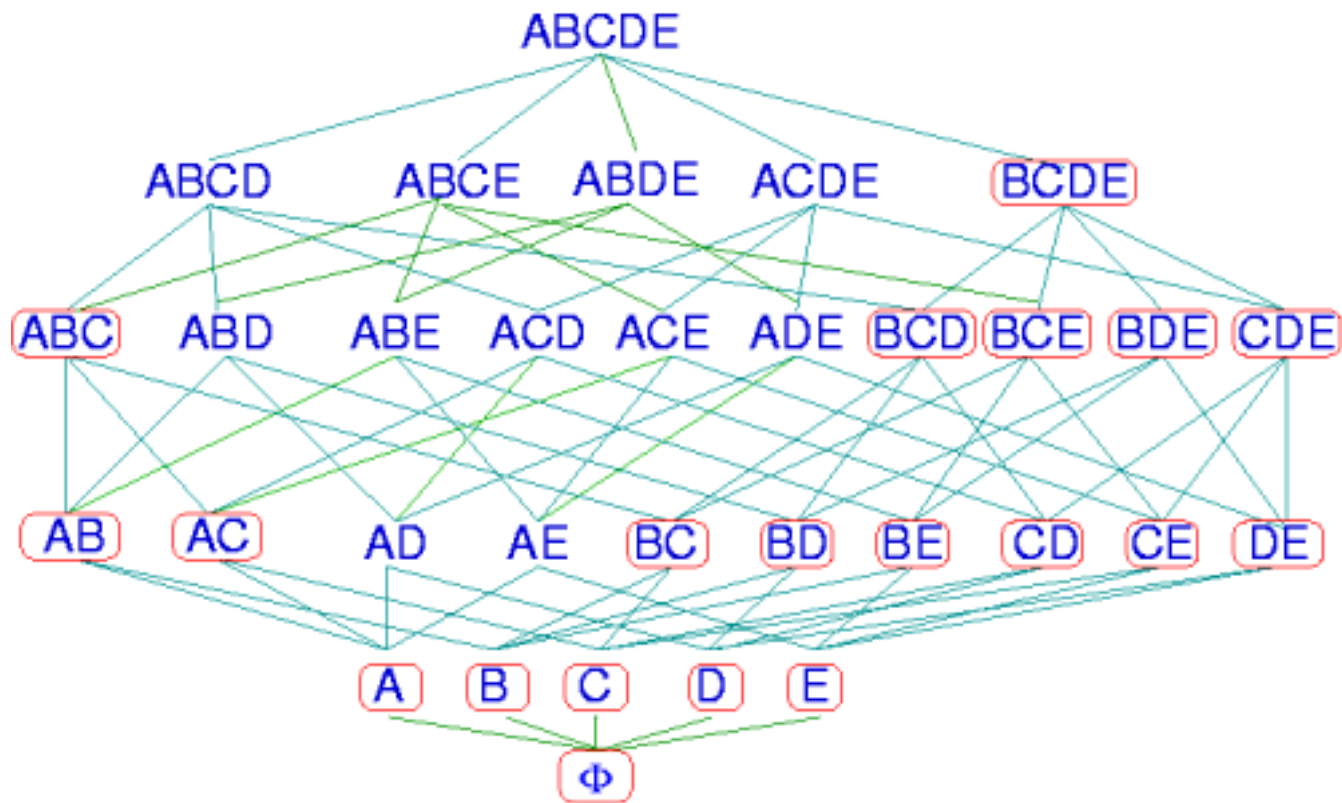 ABCDE
ABCD ABCE ABDE ACDE BCDE
ABC ABD ABE ACD ACE ADE BCD BCE BDE CDE
AB AC AD AE BC BD BE CD CE DE
A B C D E
Φ